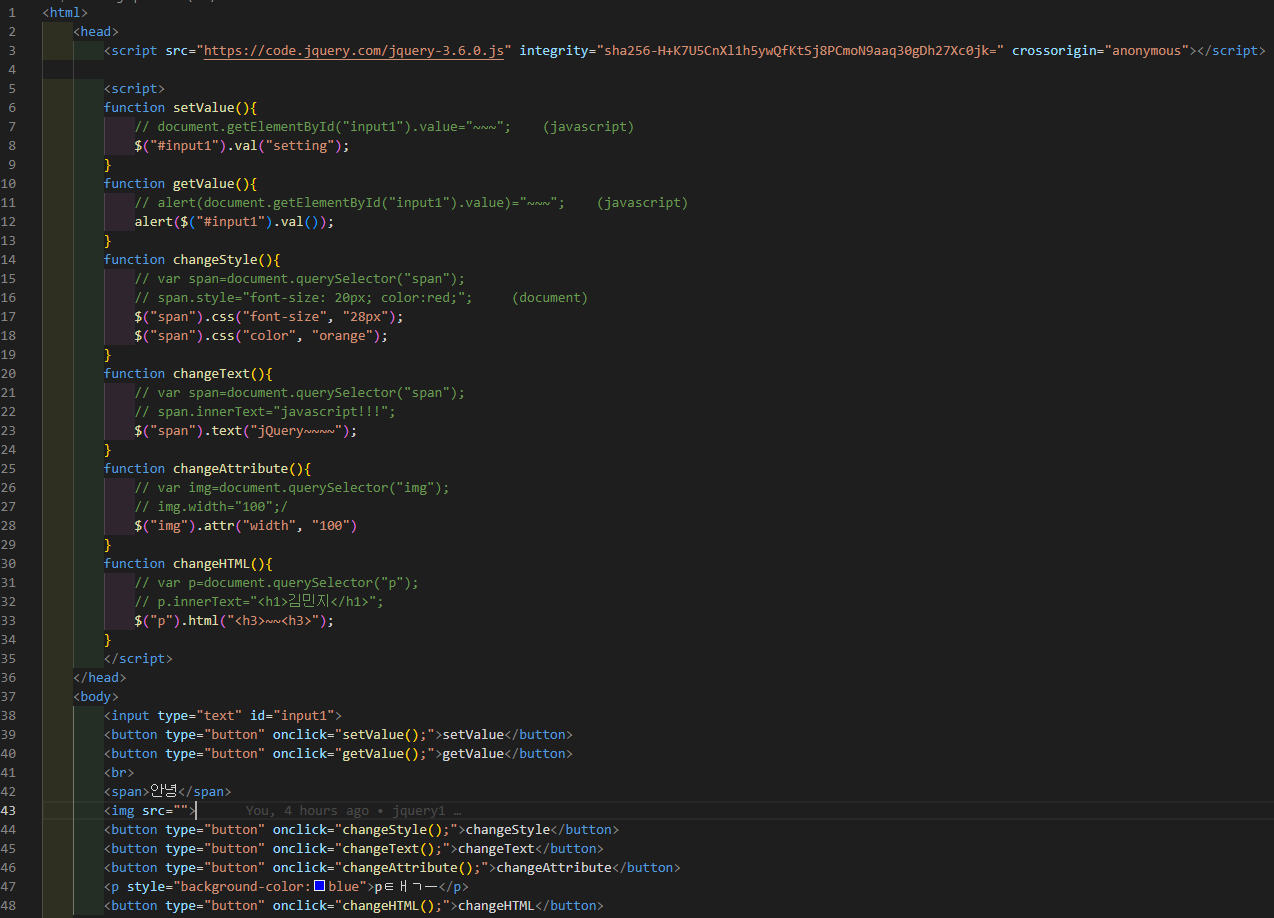 1 <html>
2 <head>
3 <script src="https://code.jquery.com/jquery-3.6.0.js" integrity="sha256-H+K7U5CnXl1h5ywQfKtSj8PCmoN9aaq30gDh27Xc0jk=" crossorigin="anonymous"></script>
4
5 <script>
6 function setValue(){
7 // document.getElementById("input1").value="~~~"; (javascript)
8 $("#input1").val("setting");
9 }
10 function getValue(){
11 // alert(document.getElementById("input1").value)="~~~"; (javascript)
12 alert($("#input1").val());
13 }
14 function changeStyle(){
15 // var span=document.querySelector("span");
16 // span.style="font-size: 20px; color:red;"; (document)
17 $("span").css("font-size", "28px");
18 $("span").css("color", "orange");
19 }
20 function changeText(){
21 // var span=document.querySelector("span");
22 // span.innerText="javascript!!!";
23 $("span").text("jQuery~~~~");
24 }
25 function changeAttribute(){
26 // var img=document.querySelector("img");
27 // img.width="100";/
28 $("img").attr("width", "100")
29 }
30 function changeHTML(){
31 // var p=document.querySelector("p");
32 // p.innerText="<h1>김민지</h1>";
33 $("p").html("<h3>~~<h3>");
34 }
35 </script>
36 </head>
37 <body>
38 <input type="text" id="input1">
39 <button type="button" onclick="setValue();">setValue</button>
40 <button type="button" onclick="getValue();">getValue</button>
41 <br>
42 <span>안녕</span>
43 <img src=""> You, 4 hours ago • jquery1 …
44 <button type="button" onclick="changeStyle();">changeStyle</button>
45 <button type="button" onclick="changeText();">changeText</button>
46 <button type="button" onclick="changeAttribute();">changeAttribute</button>
47 <p style="background-color:blue">pㅌㅐㄱㅡ</p>
48 <button type="button" onclick="changeHTML();">changeHTML</button>